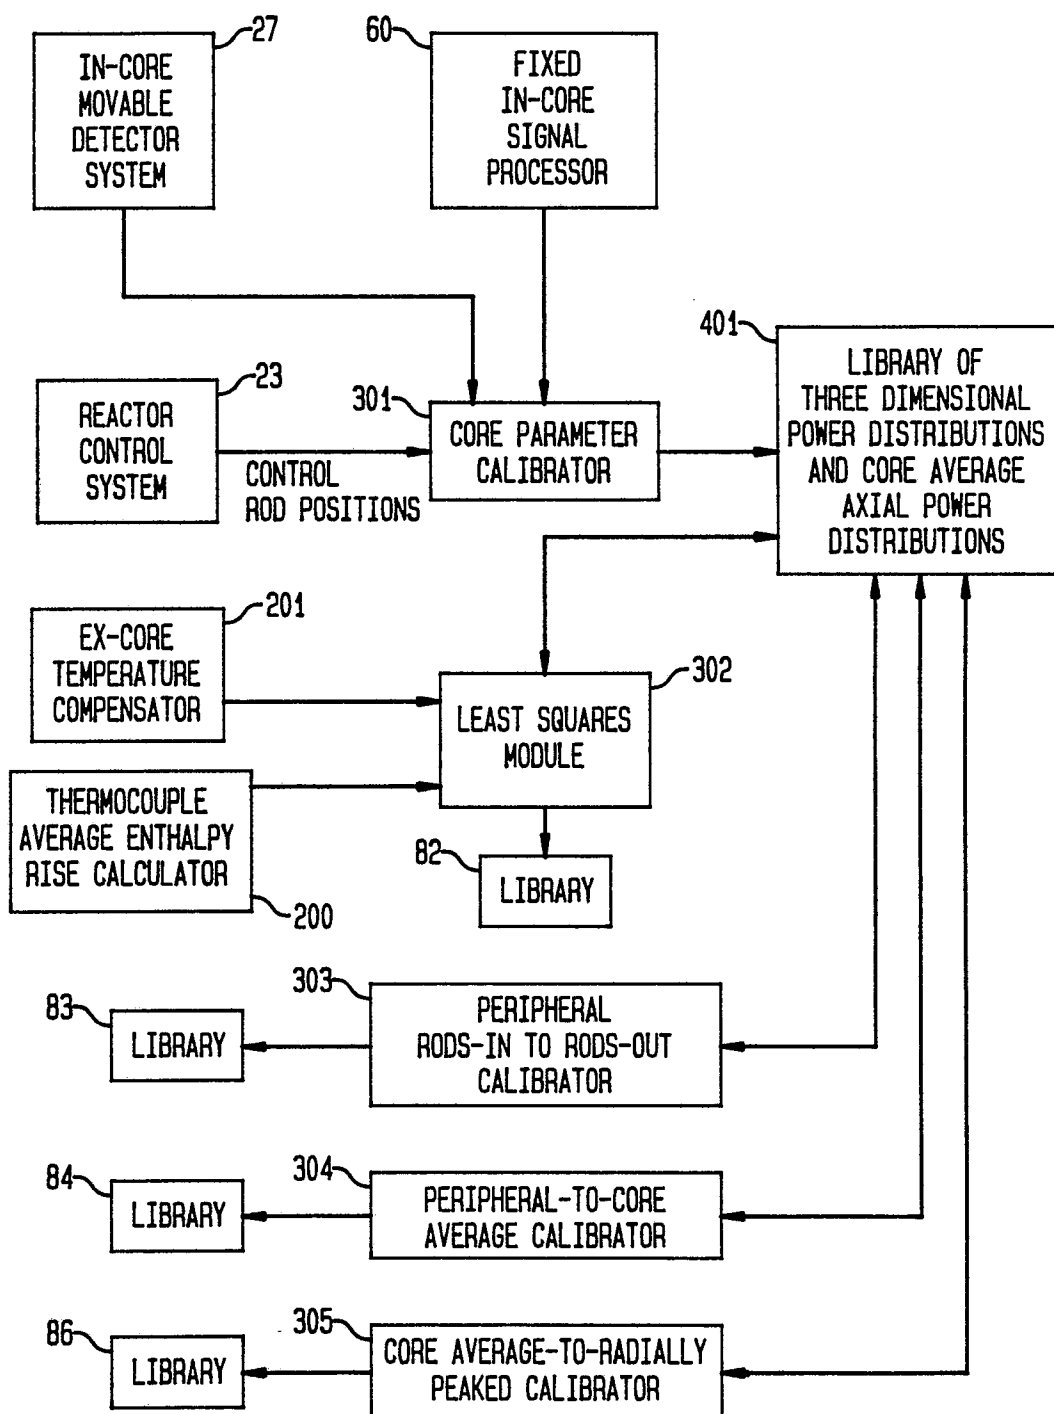 27
IN-CORE
MOVABLE
DETECTOR
SYSTEM
60
FIXED
IN-CORE
SIGNAL
PROCESSOR
401
LIBRARY OF
THREE DIMENSIONAL
POWER DISTRIBUTIONS
AND CORE AVERAGE
AXIAL POWER
DISTRIBUTIONS
23
REACTOR
CONTROL
SYSTEM
CONTROL
ROD POSITIONS
301
CORE PARAMETER
CALIBRATOR
201
EX-CORE
TEMPERATURE
COMPENSATOR
302
LEAST SQUARES
MODULE
THERMOCOUPLE
AVERAGE ENTHALPY
RISE CALCULATOR
200
82
LIBRARY
303
PERIPHERAL
RODS-IN TO RODS-OUT
CALIBRATOR
83
LIBRARY
304
PERIPHERAL-TO-CORE
AVERAGE CALIBRATOR
84
LIBRARY
305
CORE AVERAGE-TO-RADIALLY
PEAKED CALIBRATOR
86
LIBRARY